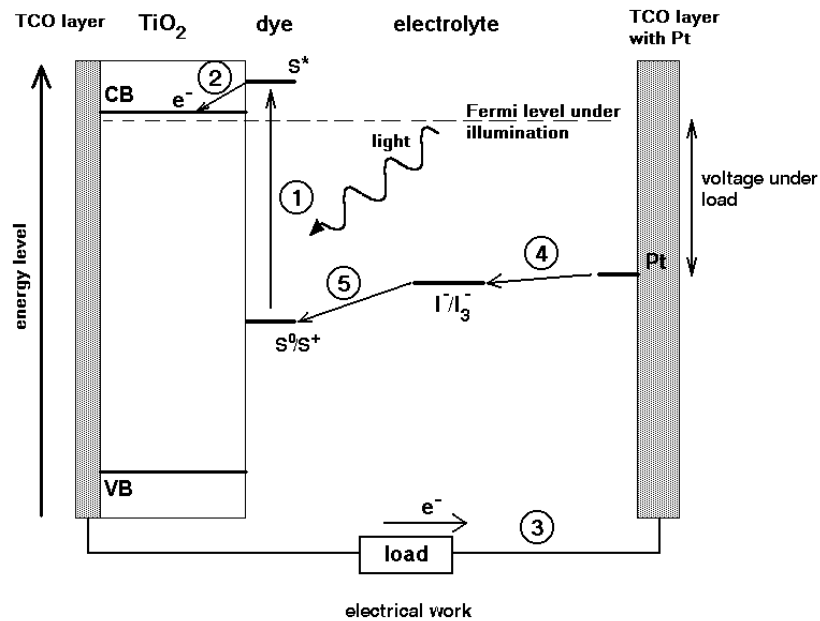 TCO layer
TiO₂
dye
electrolyte
TCO layer
with Pt
S*
2
CB
e⁻
Fermi level under
illumination
light
voltage under
load
1
energy level
4
Pt
5
I⁻/I₃⁻
S⁰/S⁺
VB
e⁻
3
load
electrical work